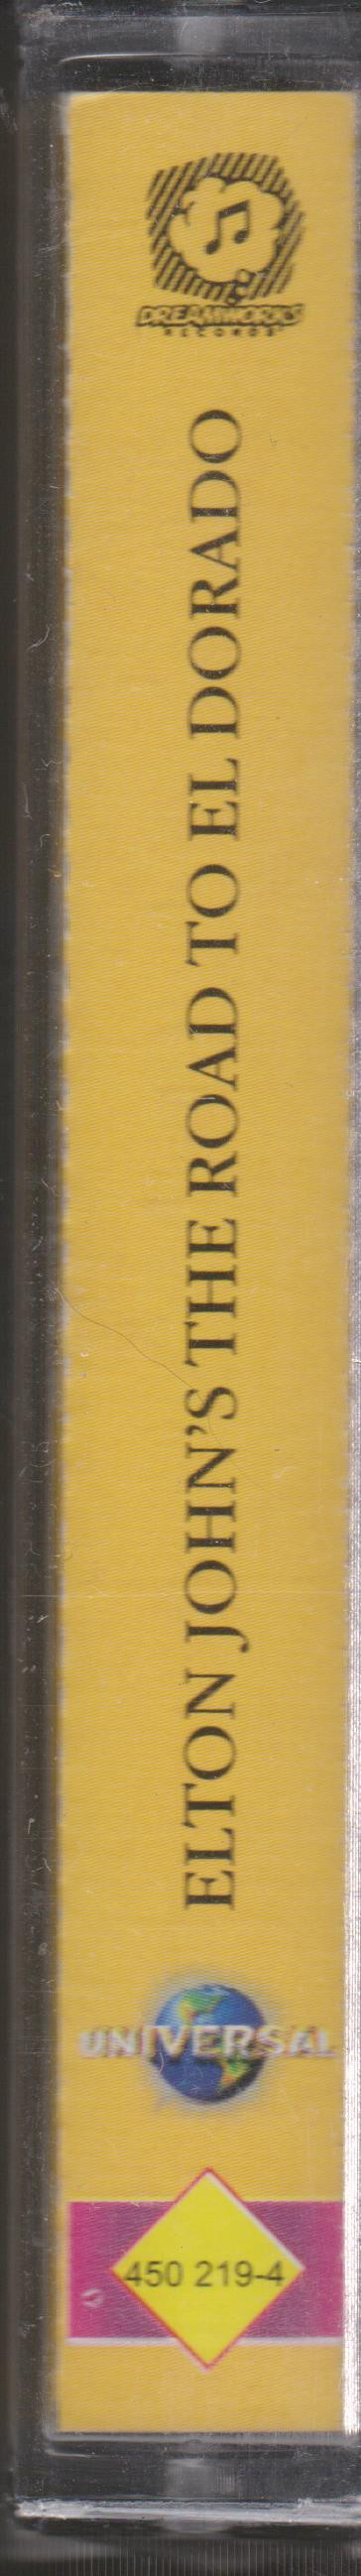 DREAMWORKS
RECORDS
ELTON JOHN'S THE ROAD TO EL DORADO
UNIVERSAL
450 219-4